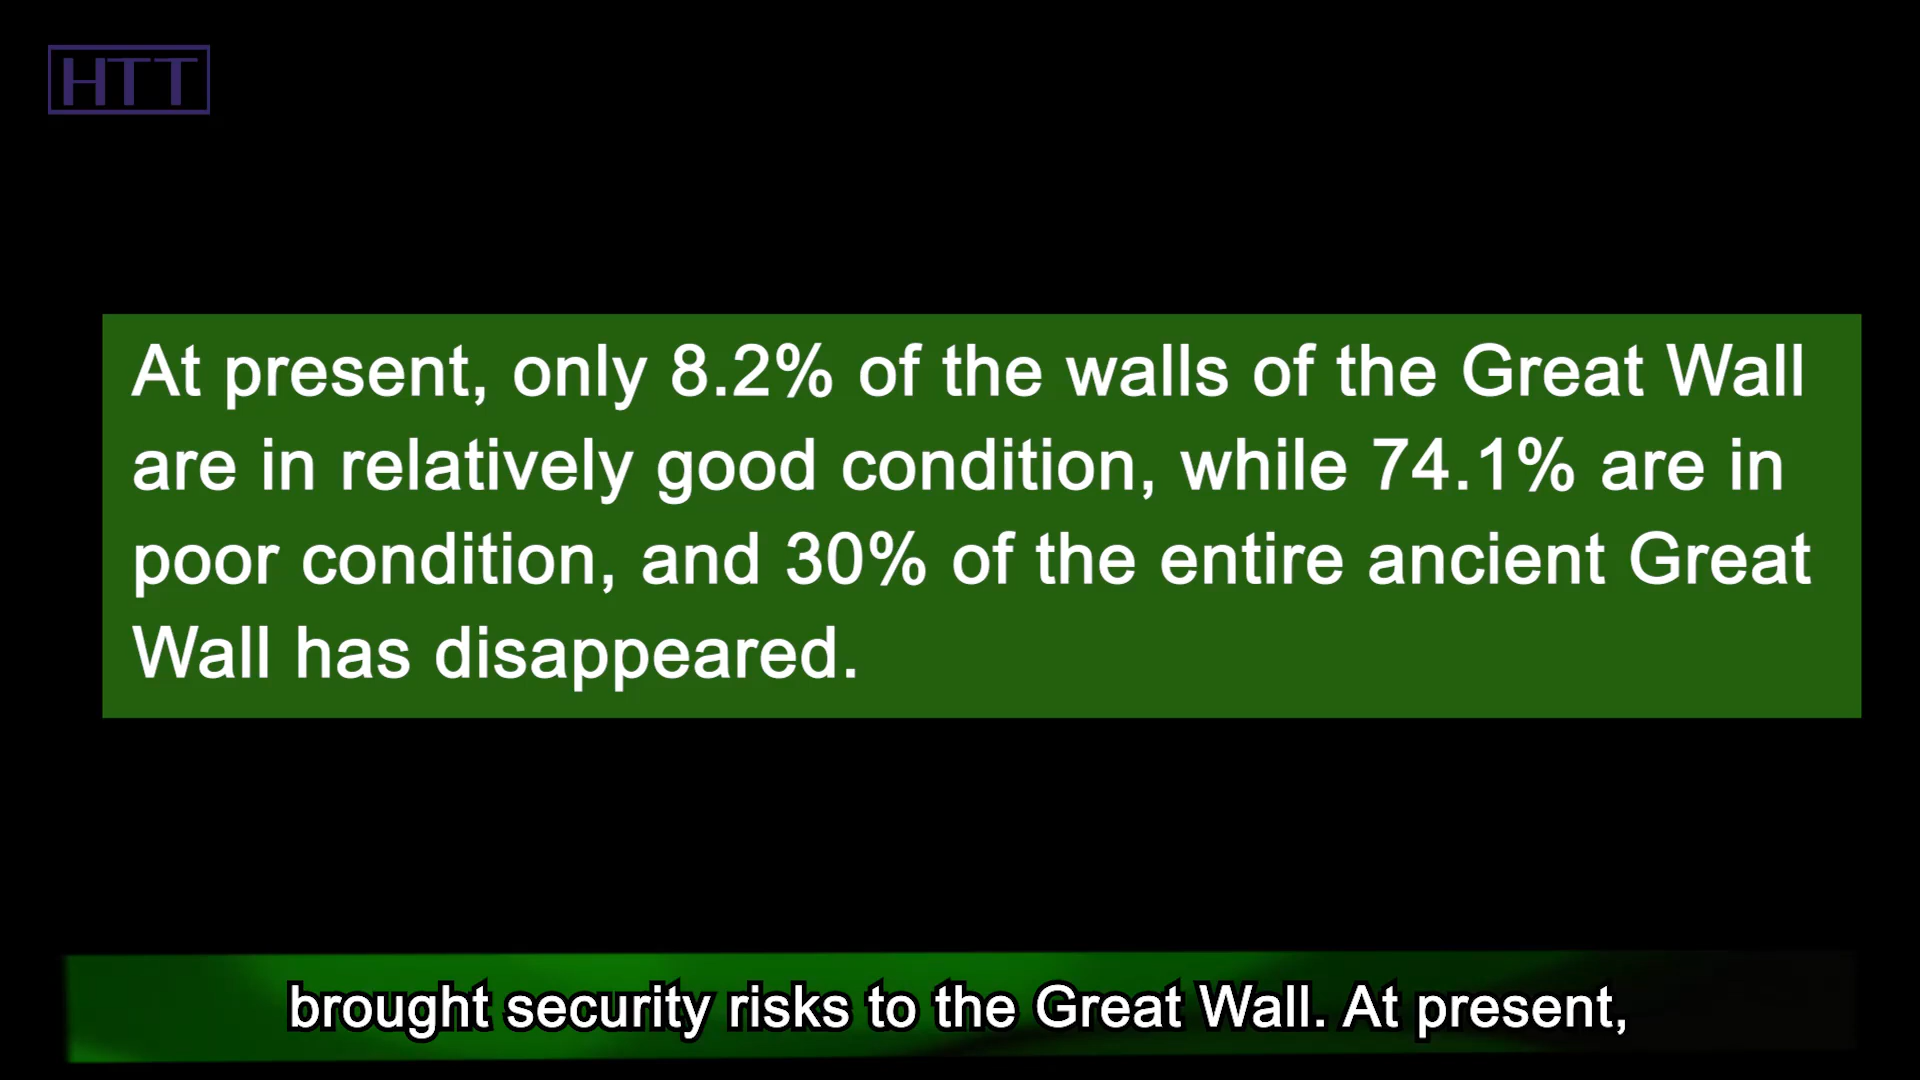 HTT
At present, only 8.2% of the walls of the Great Wall
are in relatively good condition, while 74.1% are in
poor condition, and 30% of the entire ancient Great
Wall has disappeared.
brought security risks to the Great Wall. At present,